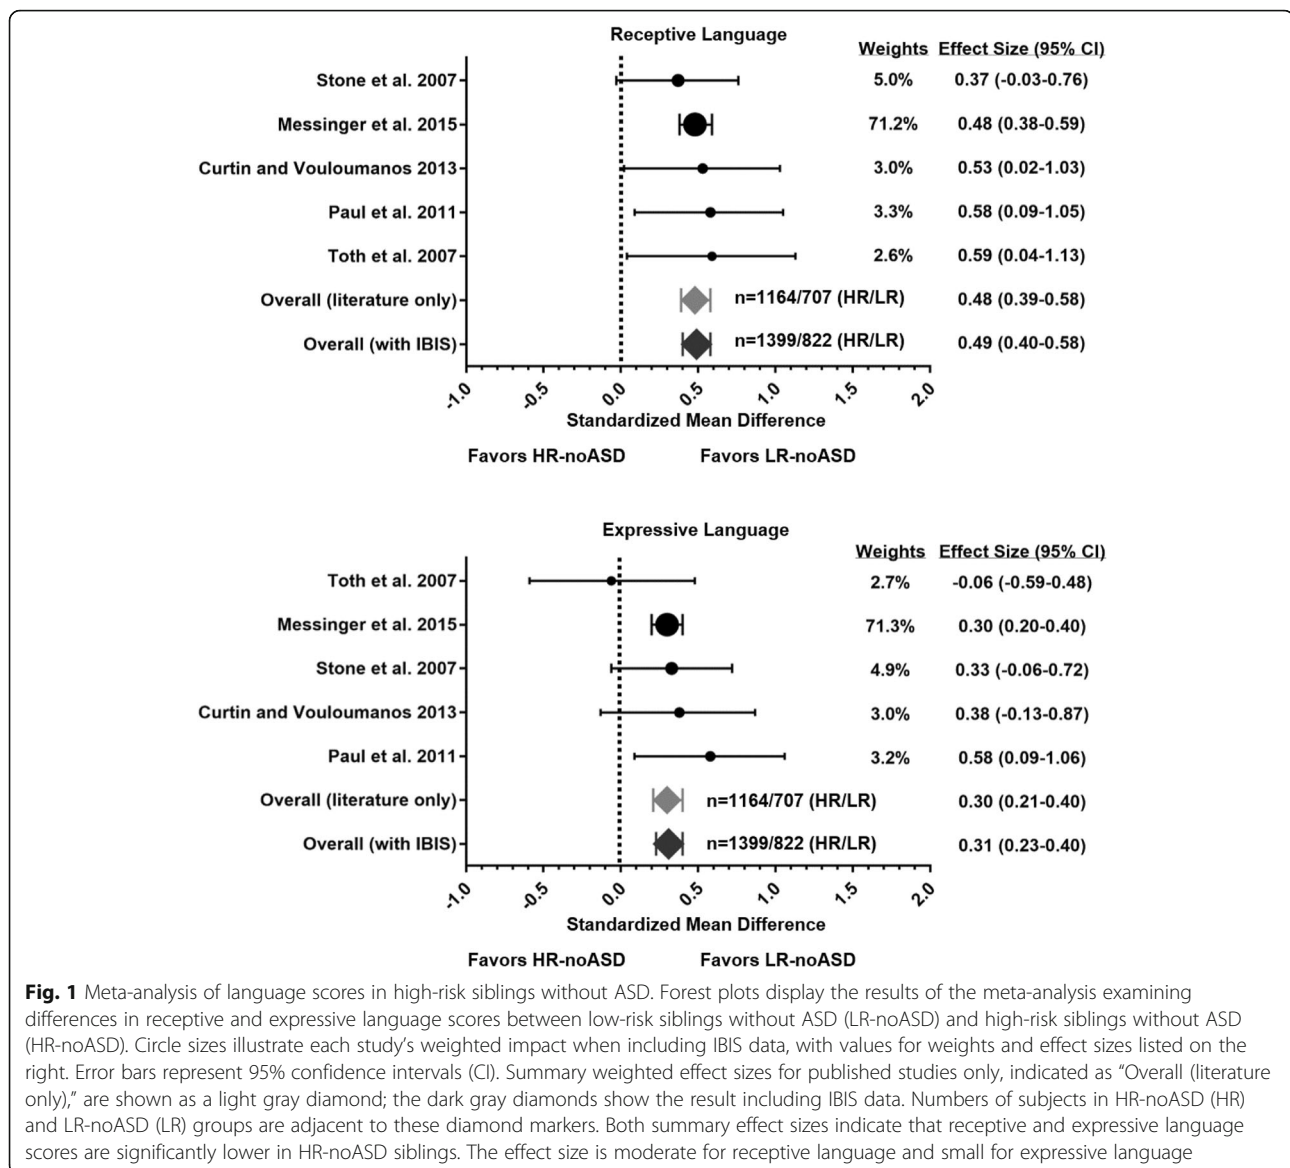 Receptive Language
Weights Effect Size (95% CI)
Stone et al. 2007 5.0% 0.37 (-0.03-0.76)
Messinger et al. 2015 71.2% 0.48 (0.38-0.59)
Curtin and Vouloumanos 2013 3.0% 0.53 (0.02-1.03)
Paul et al. 2011 3.3% 0.58 (0.09-1.05)
Toth et al. 2007 2.6% 0.59 (0.04-1.13)
Overall (literature only) n=1164/707 (HR/LR) 0.48 (0.39-0.58)
Overall (with IBIS) n=1399/822 (HR/LR) 0.49 (0.40-0.58)
-1.0 -0.5 0.0 0.5 1.0 1.5 2.0
Standardized Mean Difference
Favors HR-noASD Favors LR-noASD
Expressive Language
Weights Effect Size (95% CI)
Toth et al. 2007 2.7% -0.06 (-0.59-0.48)
Messinger et al. 2015 71.3% 0.30 (0.20-0.40)
Stone et al. 2007 4.9% 0.33 (-0.06-0.72)
Curtin and Vouloumanos 2013 3.0% 0.38 (-0.13-0.87)
Paul et al. 2011 3.2% 0.58 (0.09-1.06)
Overall (literature only) n=1164/707 (HR/LR) 0.30 (0.21-0.40)
Overall (with IBIS) n=1399/822 (HR/LR) 0.31 (0.23-0.40)
-1.0 -0.5 0.0 0.5 1.0 1.5 2.0
Standardized Mean Difference
Favors HR-noASD Favors LR-noASD
Fig. 1 Meta-analysis of language scores in high-risk siblings without ASD. Forest plots display the results of the meta-analysis examining
differences in receptive and expressive language scores between low-risk siblings without ASD (LR-noASD) and high-risk siblings without ASD
(HR-noASD). Circle sizes illustrate each study's weighted impact when including IBIS data, with values for weights and effect sizes listed on the
right. Error bars represent 95% confidence intervals (CI). Summary weighted effect sizes for published studies only, indicated as “Overall (literature
only),” are shown as a light gray diamond; the dark gray diamonds show the result including IBIS data. Numbers of subjects in HR-noASD (HR)
and LR-noASD (LR) groups are adjacent to these diamond markers. Both summary effect sizes indicate that receptive and expressive language
scores are significantly lower in HR-noASD siblings. The effect size is moderate for receptive language and small for expressive language